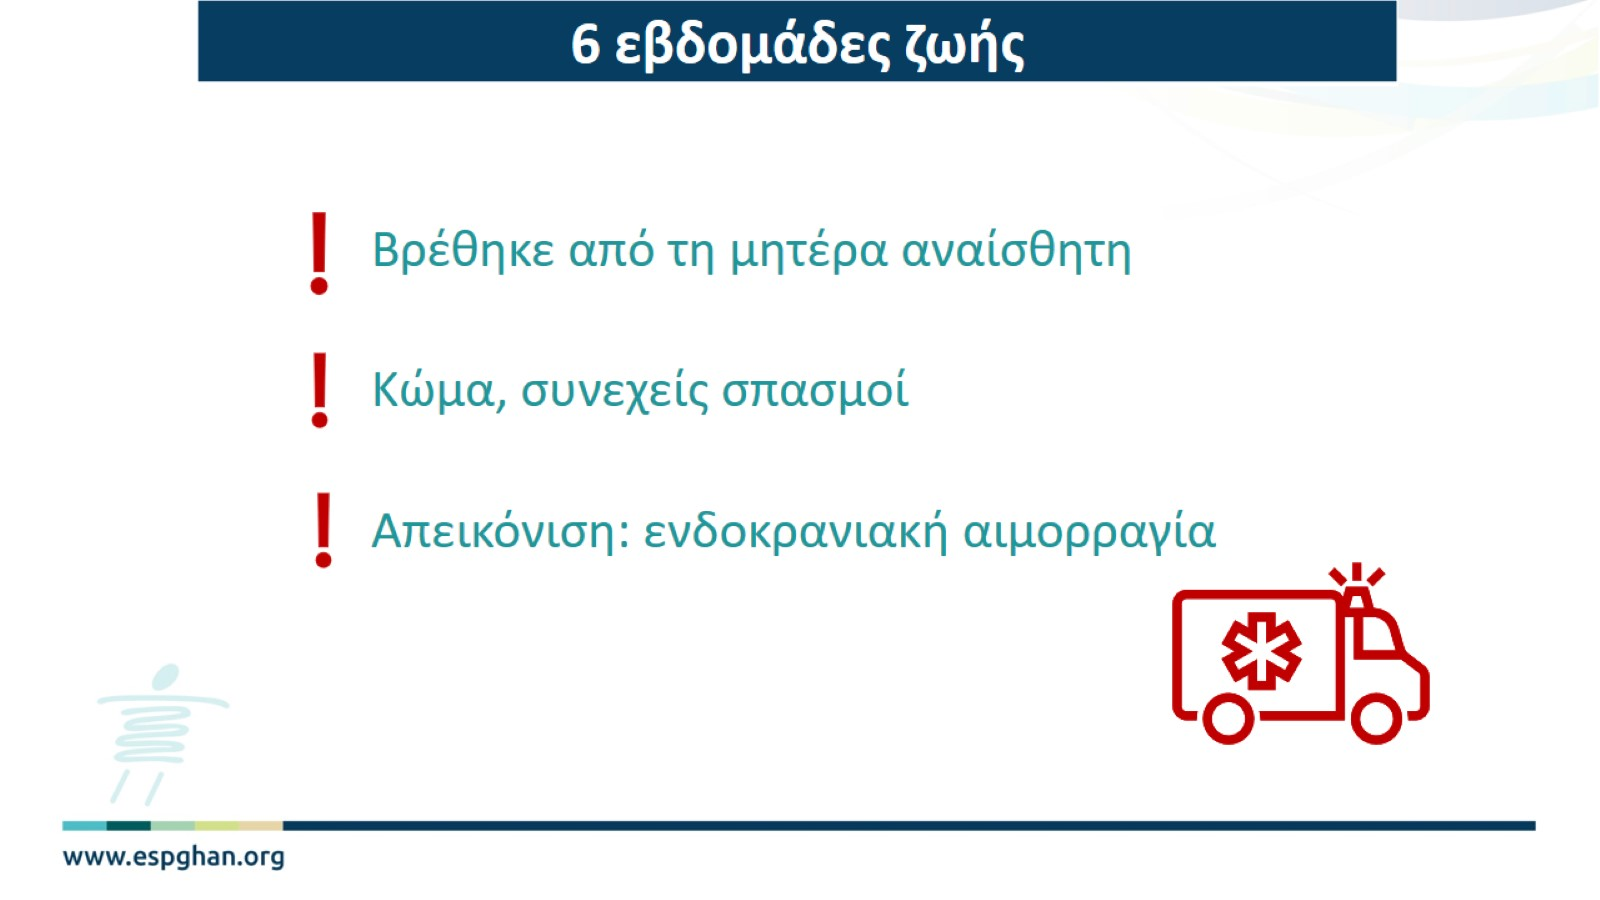 6 εβδομάδες ζωής
! Βρέθηκε από τη μητέρα αναίσθητη
! Κώμα, συνεχείς σπασμοί
! Απεικόνιση: ενδοκρανιακή αιμορραγία
www.espghan.org